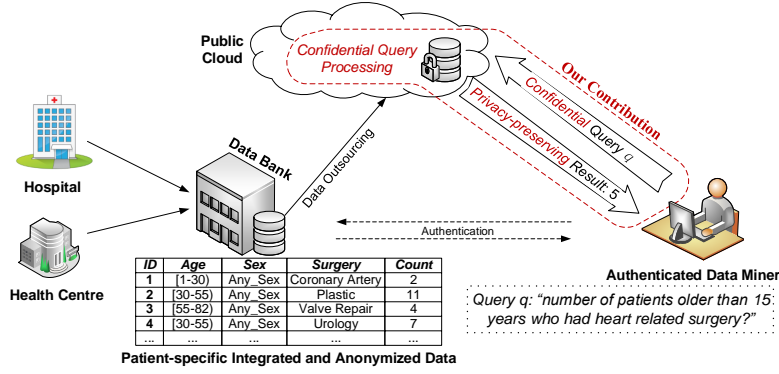 Public
Cloud
Confidential Query
Processing
Our Contribution
Confidential Query q
Privacy-preserving Result: 5
Hospital
Data Bank
Data Outsourcing
Authentication
Health Centre
Authenticated Data Miner
ID Age Sex Surgery Count
1 [1-30) Any_Sex Coronary Artery 2
2 [30-55) Any_Sex Plastic 11
3 [55-82) Any_Sex Valve Repair 4
4 [30-55) Any_Sex Urology 7
... ... ... ... ...
Patient-specific Integrated and Anonymized Data
Query q: “number of patients older than 15
years who had heart related surgery?”